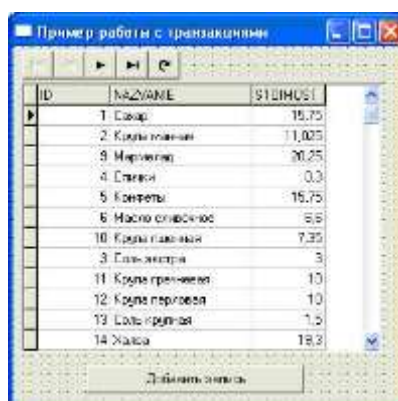 Пример работы с транзакциями
ID NAZVANIE STOIMOST
1 Сахар 15,75
2 Крупа манная 11,025
9 Мармелад 20,25
4 Спички 0,3
5 Конфеты 15,75
6 Масло сливочное 6,6
10 Крупа пшенная 7,35
3 Соль экстра 3
11 Крупа гречневая 10
12 Крупа перловая 10
13 Соль крупная 1,5
14 Халва 19,3
Добавить запись